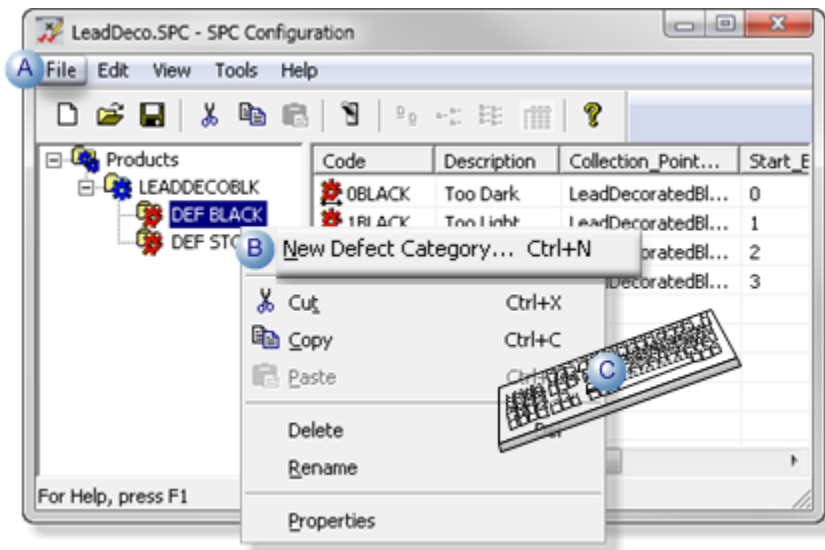 LeadDeco.SPC - SPC Configuration
A File Edit View Tools Help
Products
LEADDECOBLK
DEF BLACK
DEF STO
Code Description Collection_Point... Start_E
0BLACK Too Dark LeadDecoratedBl... 0
1BLACK Too Light LeadDecoratedBl... 1
oratedBl... 2
DecoratedBl... 3
B New Defect Category... Ctrl+N
Cut Ctrl+X
Copy Ctrl+C
Paste
C
Delete
Rename
Properties
For Help, press F1